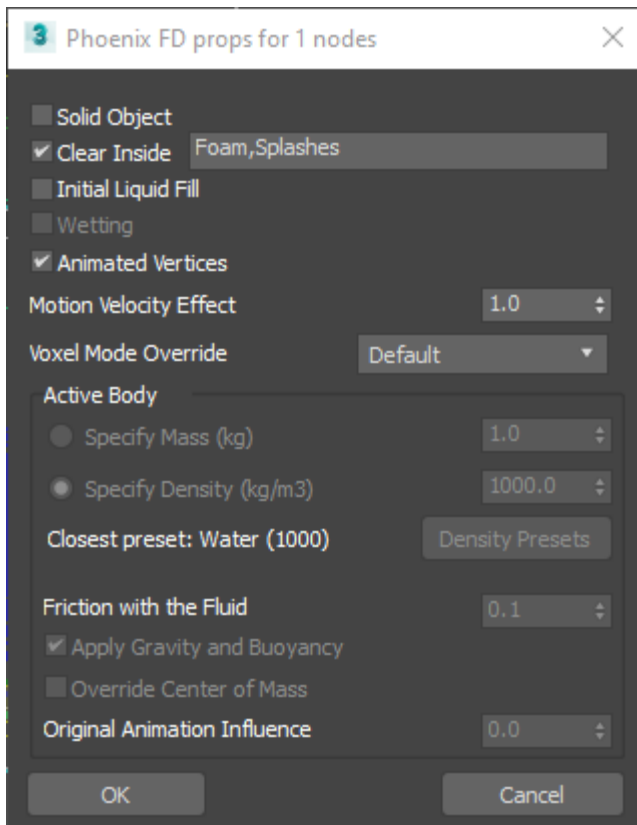 3 Phoenix FD props for 1 nodes
Solid Object
Clear Inside Foam,Splashes
Initial Liquid Fill
Wetting
Animated Vertices
Motion Velocity Effect 1.0
Voxel Mode Override Default
Active Body
Specify Mass (kg) 1.0
Specify Density (kg/m3) 1000.0
Closest preset: Water (1000) Density Presets
Friction with the Fluid 0.1
Apply Gravity and Buoyancy
Override Center of Mass
Original Animation Influence 0.0
OK Cancel